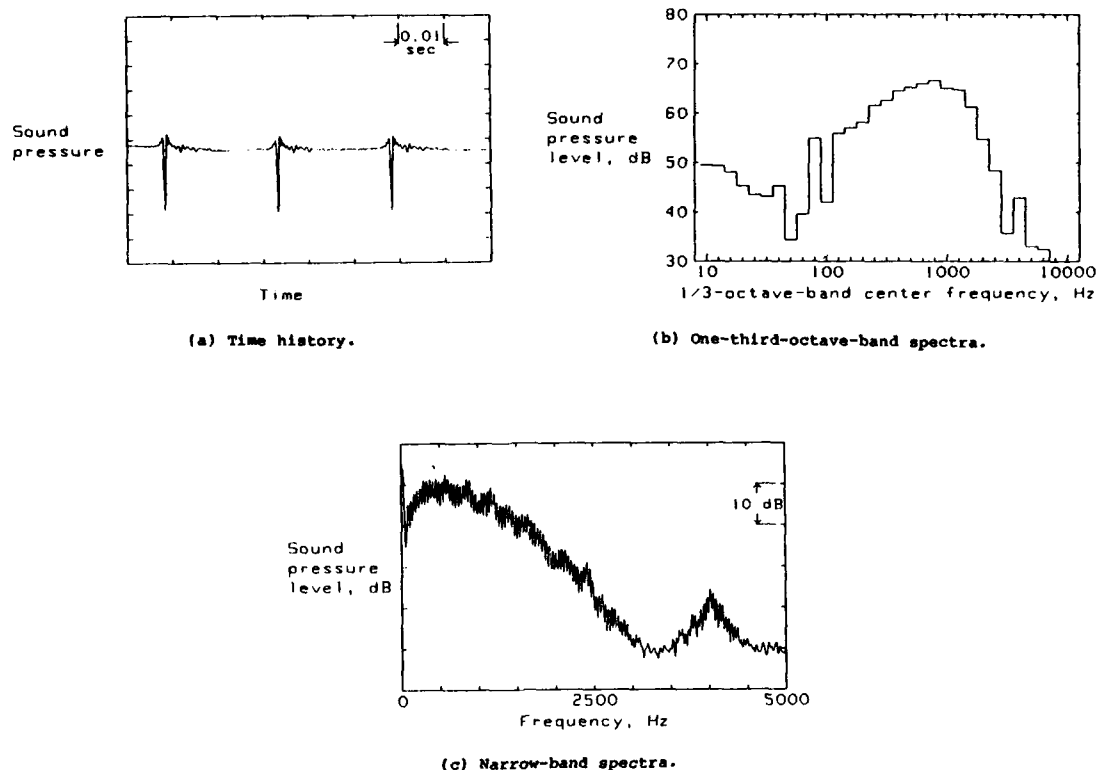 0.01
sec
Sound
pressure
Time
(a) Time history.
80
70
60
50
40
30
Sound
pressure
level, dB
10 100 1000 10000
1/3-octave-band center frequency, Hz
(b) One-third-octave-band spectra.
10 dB
Sound
pressure
level, dB
0 2500 5000
Frequency, Hz
(c) Narrow-band spectra.